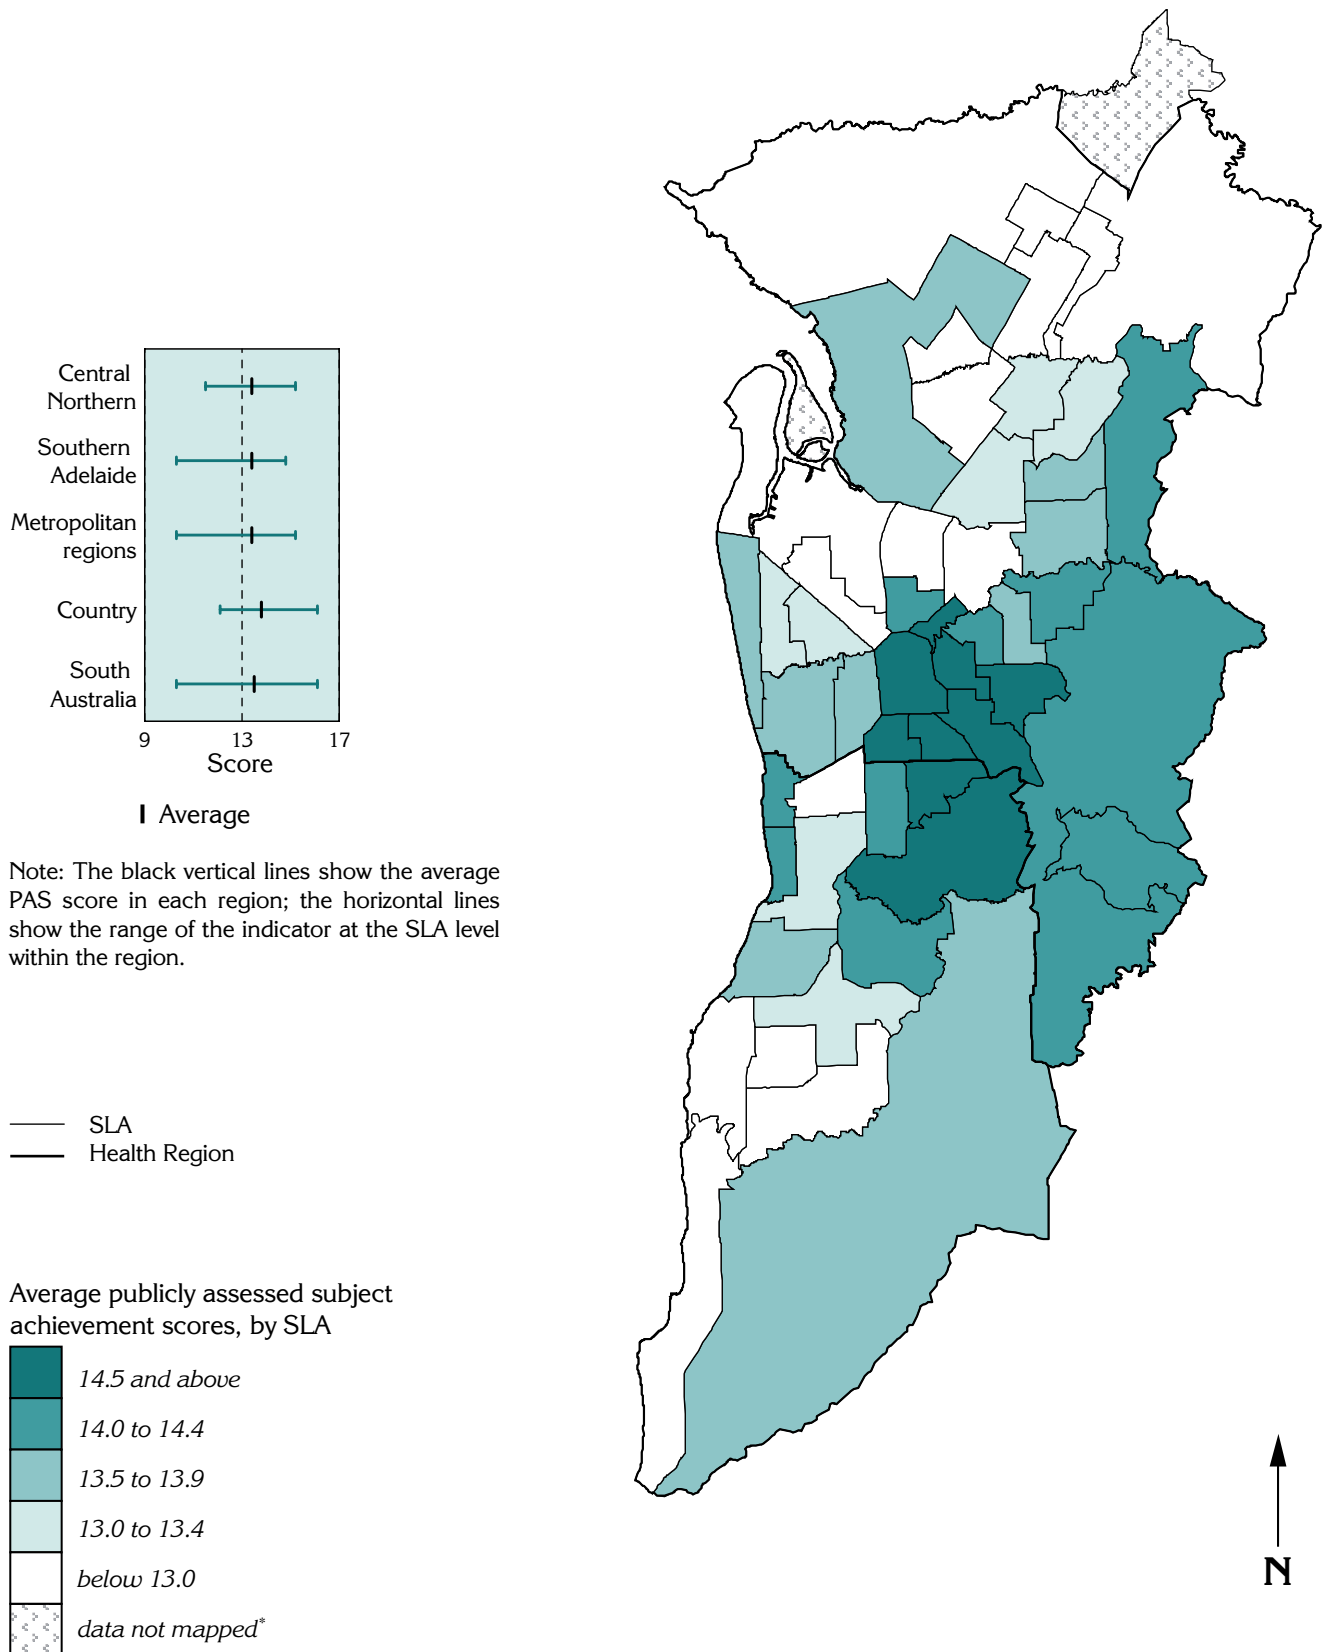 Central
Northern
Southern
Adelaide
Metropolitan
regions
Country
South
Australia
9 13 17
Score
Average
Note: The black vertical lines show the average
PAS score in each region; the horizontal lines
show the range of the indicator at the SLA level
within the region.
SLA
Health Region
Average publicly assessed subject
achievement scores, by SLA
14.5 and above
14.0 to 14.4
13.5 to 13.9
13.0 to 13.4
below 13.0
data not mapped*
N